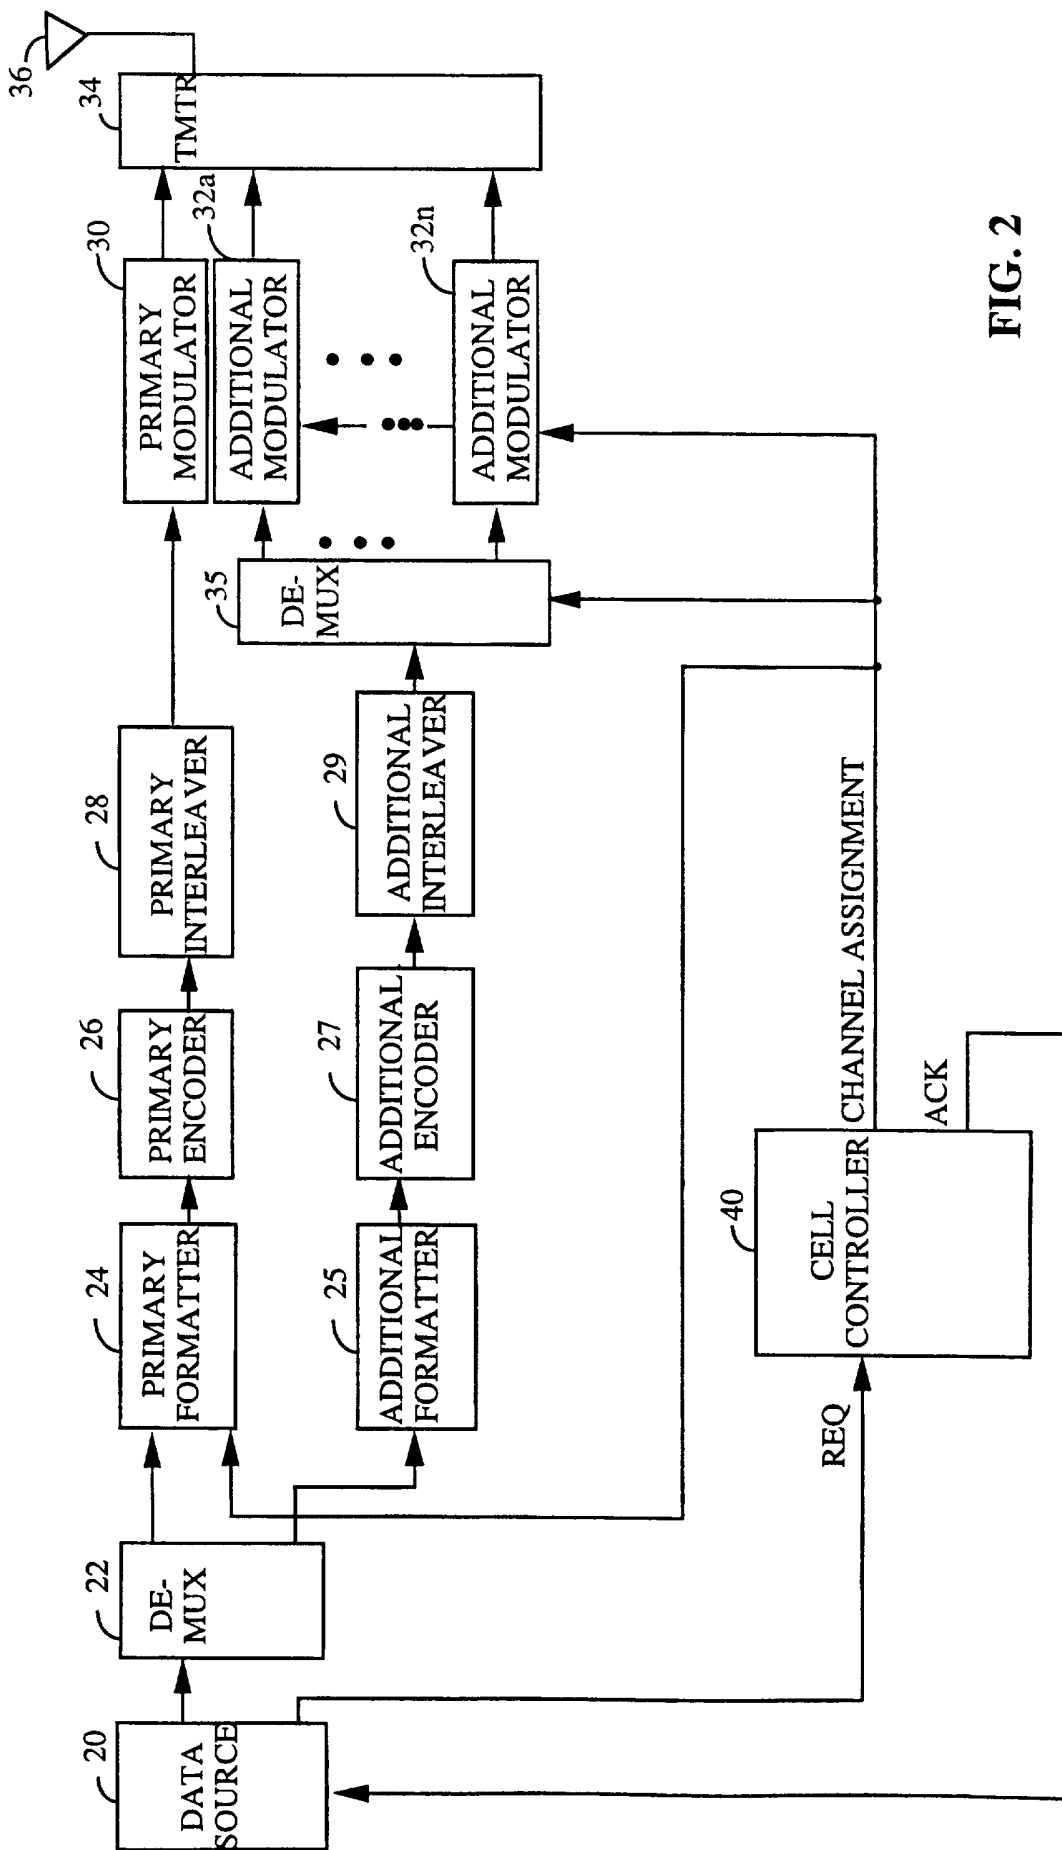 36
34
TMTR
30
PRIMARY
MODULATOR
32a
ADDITIONAL
MODULATOR
32n
ADDITIONAL
MODULATOR
35
DE-
MUX
28
PRIMARY
INTERLEAVER
29
ADDITIONAL
INTERLEAVER
26
PRIMARY
ENCODER
27
ADDITIONAL
ENCODER
24
PRIMARY
FORMATTER
25
ADDITIONAL
FORMATTER
22
DE-
MUX
20
DATA
SOURCE
REQ
40
CELL
CONTROLLER
CHANNEL ASSIGNMENT
ACK
FIG. 2